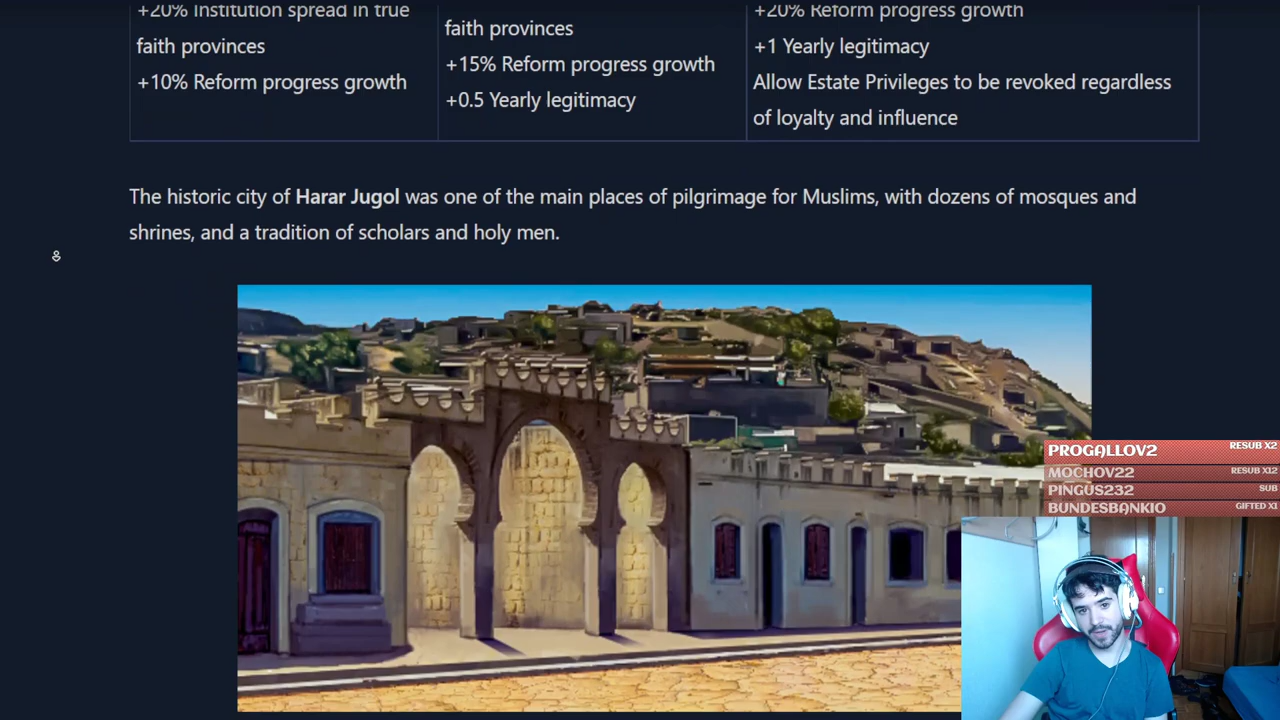 +20% Institution spread in true
faith provinces
+10% Reform progress growth
faith provinces
+15% Reform progress growth
+0.5 Yearly legitimacy
+20% Reform progress growth
+1 Yearly legitimacy
Allow Estate Privileges to be revoked regardless
of loyalty and influence
The historic city of Harar Jugol was one of the main places of pilgrimage for Muslims, with dozens of mosques and
shrines, and a tradition of scholars and holy men.
PROGALLOV2 RESUB X2
MOCHOV22 RESUB X12
PINGUS232 SUB
BUNDESBANKIO GIFTED X1